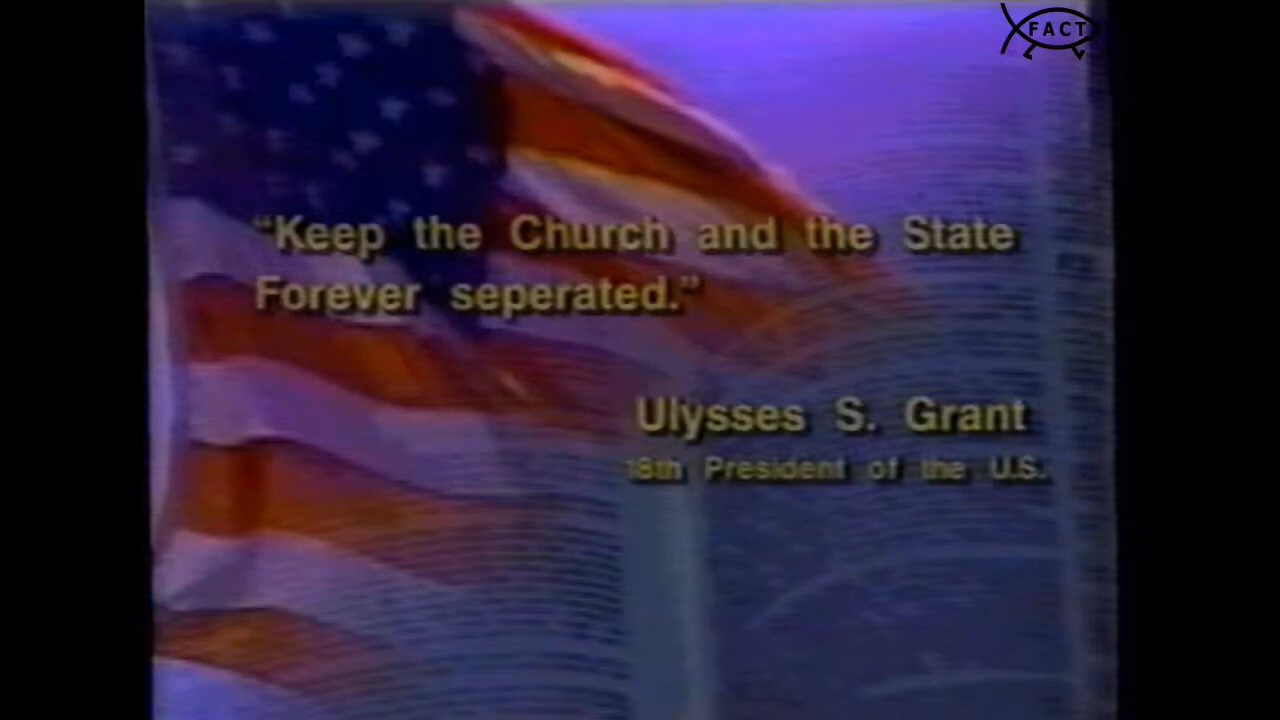 FACT
“Keep the Church and the State
Forever seperated.”
Ulysses S. Grant
18th President of the U.S.